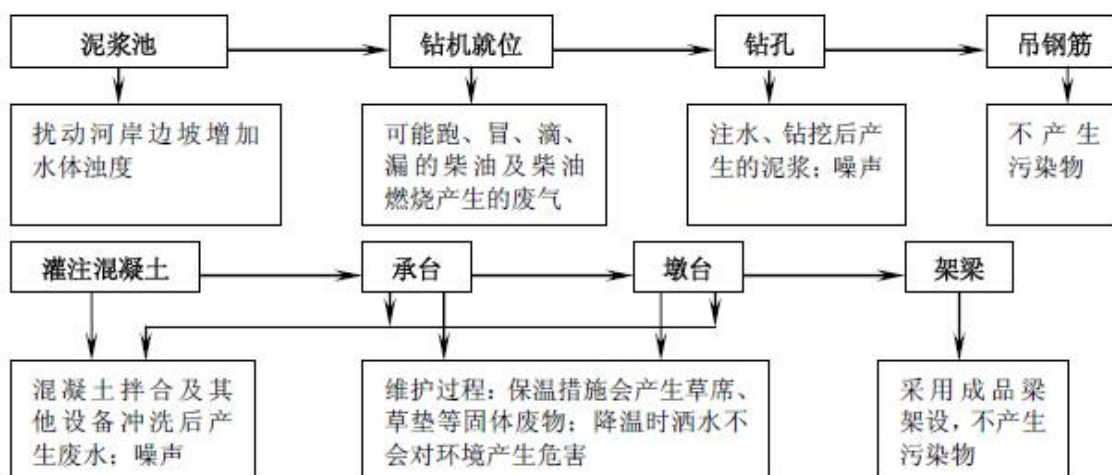 泥浆池
钻机就位
钻孔
吊钢筋
扰动河岸边坡增加
水体浊度
可能跑、冒、滴、
漏的柴油及柴油
燃烧产生的废气
注水、钻挖后产
生的泥浆；噪声
不产生
污染物
灌注混凝土
承台
墩台
架梁
混凝土拌合及其
他设备冲洗后产
生废水；噪声
维护过程：保温措施会产生草席、
草垫等固体废物；降温时洒水不
会对环境产生危害
采用成品梁
架设，不产生
污染物